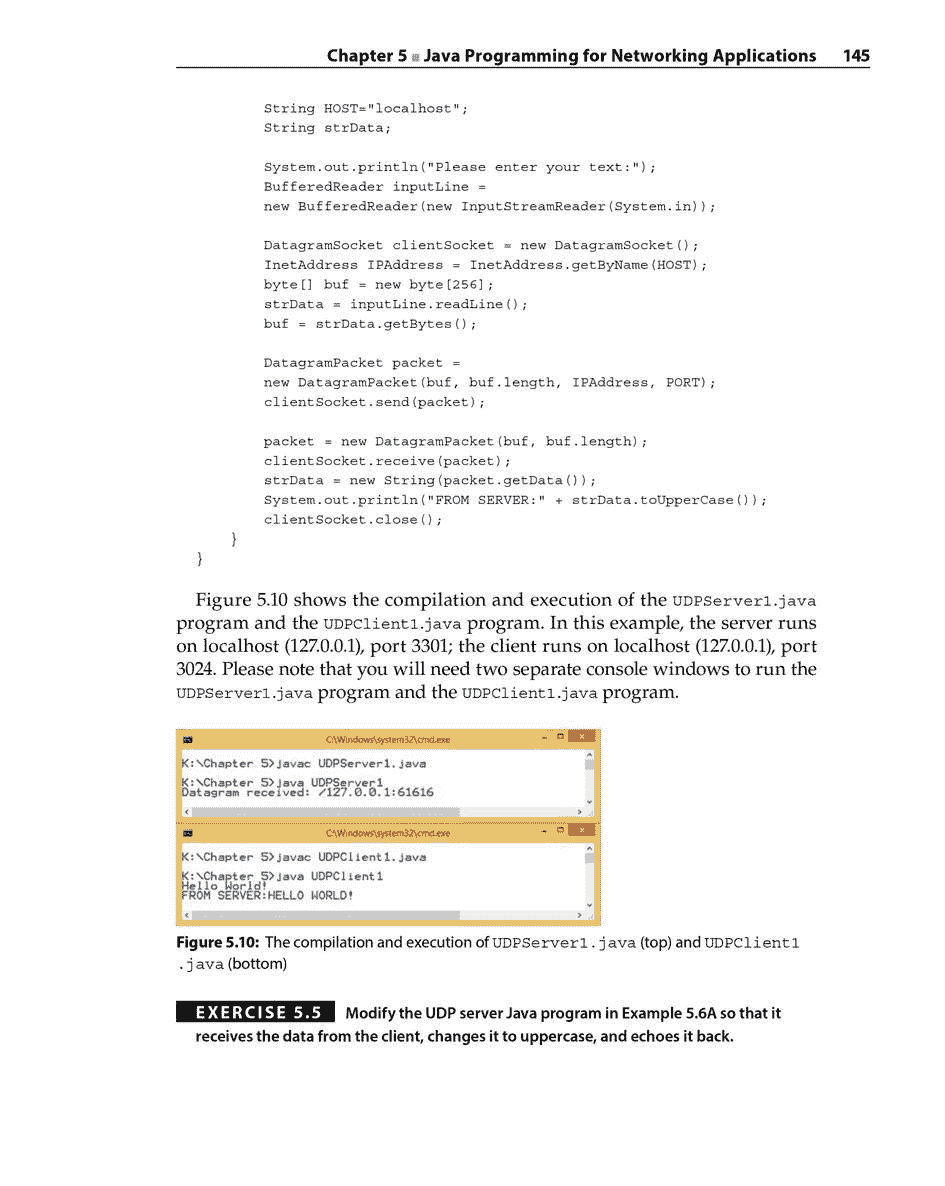 Chapter 5 ■ Java Programming for Networking Applications 145
String HOST="localhost";
String strData;
System.out.println("Please enter your text:");
BufferedReader inputLine =
new BufferedReader(new InputStreamReader(System.in));
DatagramSocket clientSocket = new DatagramSocket();
InetAddress IPAddress = InetAddress.getByName(HOST);
byte[] buf = new byte[256];
strData = inputLine.readLine();
buf = strData.getBytes();
DatagramPacket packet =
new DatagramPacket(buf, buf.length, IPAddress, PORT);
clientSocket.send(packet);
packet = new DatagramPacket(buf, buf.length);
clientSocket.receive(packet);
strData = new String(packet.getData());
System.out.println("FROM SERVER:" + strData.toUpperCase());
clientSocket.close();
}
}
Figure 5.10 shows the compilation and execution of the UDPServer1.java
program and the UDPClient1.java program. In this example, the server runs
on localhost (127.0.0.1), port 3301; the client runs on localhost (127.0.0.1), port
3024. Please note that you will need two separate console windows to run the
UDPServer1.java program and the UDPClient1.java program.
C:\Windows\system32\cmd.exe
K:\Chapter 5>javac UDPServer1.java
K:\Chapter 5>java UDPServer1
Datagram received: /127.0.0.1:61616
C:\Windows\system32\cmd.exe
K:\Chapter 5>javac UDPClient1.java
K:\Chapter 5>java UDPClient1
Hello World!
FROM SERVER:HELLO WORLD!
Figure 5.10: The compilation and execution of UDPServer1.java (top) and UDPClient1
.java (bottom)
EXERCISE 5.5 Modify the UDP server Java program in Example 5.6A so that it
receives the data from the client, changes it to uppercase, and echoes it back.